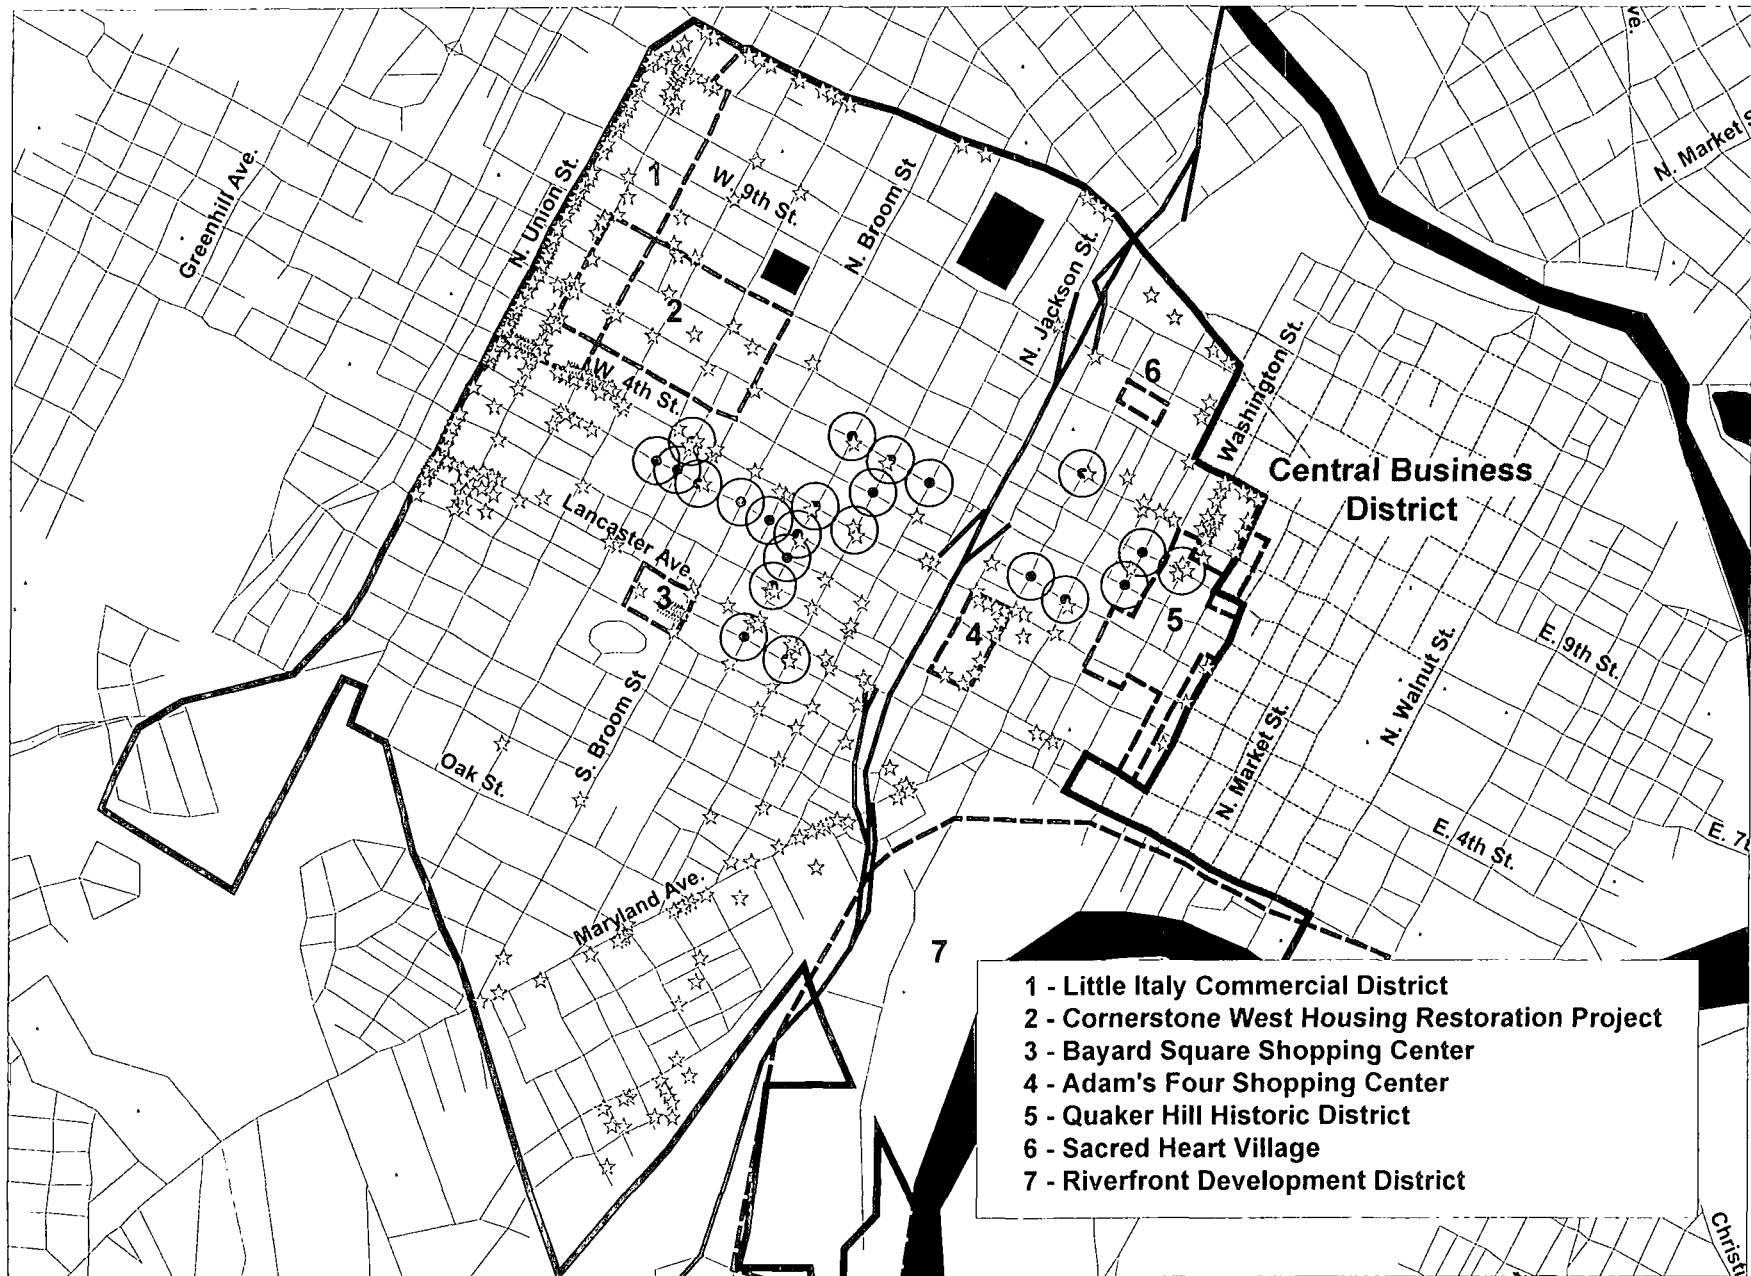 ve.
N. Market S
Greenhill Ave.
N. Union St.
1
W. 9th St.
N. Broom St
N. Jackson St.
2
W. 4th St.
6
Washington St.
Central Business
District
Lancaster Ave.
3
4
5
E. 9th St.
N. Walnut St.
S. Broom St
Oak St.
N. Market St.
E. 4th St.
E. 7t
Maryland Ave.
7
1 - Little Italy Commercial District
2 - Cornerstone West Housing Restoration Project
3 - Bayard Square Shopping Center
4 - Adam's Four Shopping Center
5 - Quaker Hill Historic District
6 - Sacred Heart Village
7 - Riverfront Development District
Christi